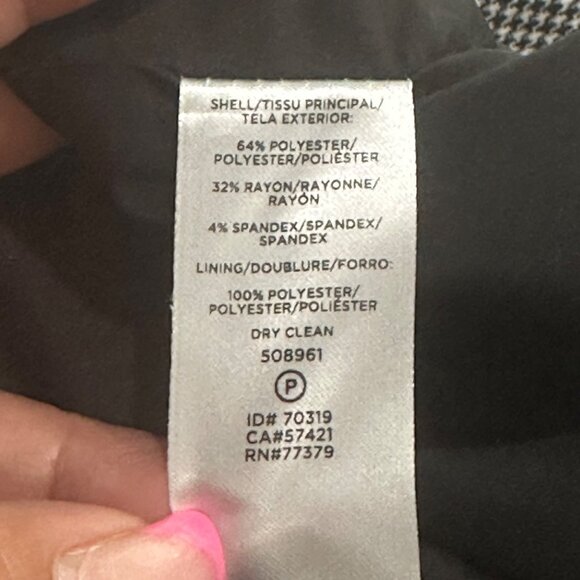 SHELL/TISSU PRINCIPAL/
TELA EXTERIOR:
64% POLYESTER/
POLYESTER/POLIÉSTER
32% RAYON/RAYONNE/
RAYÓN
4% SPANDEX/SPANDEX/
SPANDEX
LINING/DOUBLURE/FORRO:
100% POLYESTER/
POLYESTER/POLIÉSTER
DRY CLEAN
508961
P
ID# 70319
CA#57421
RN#77379